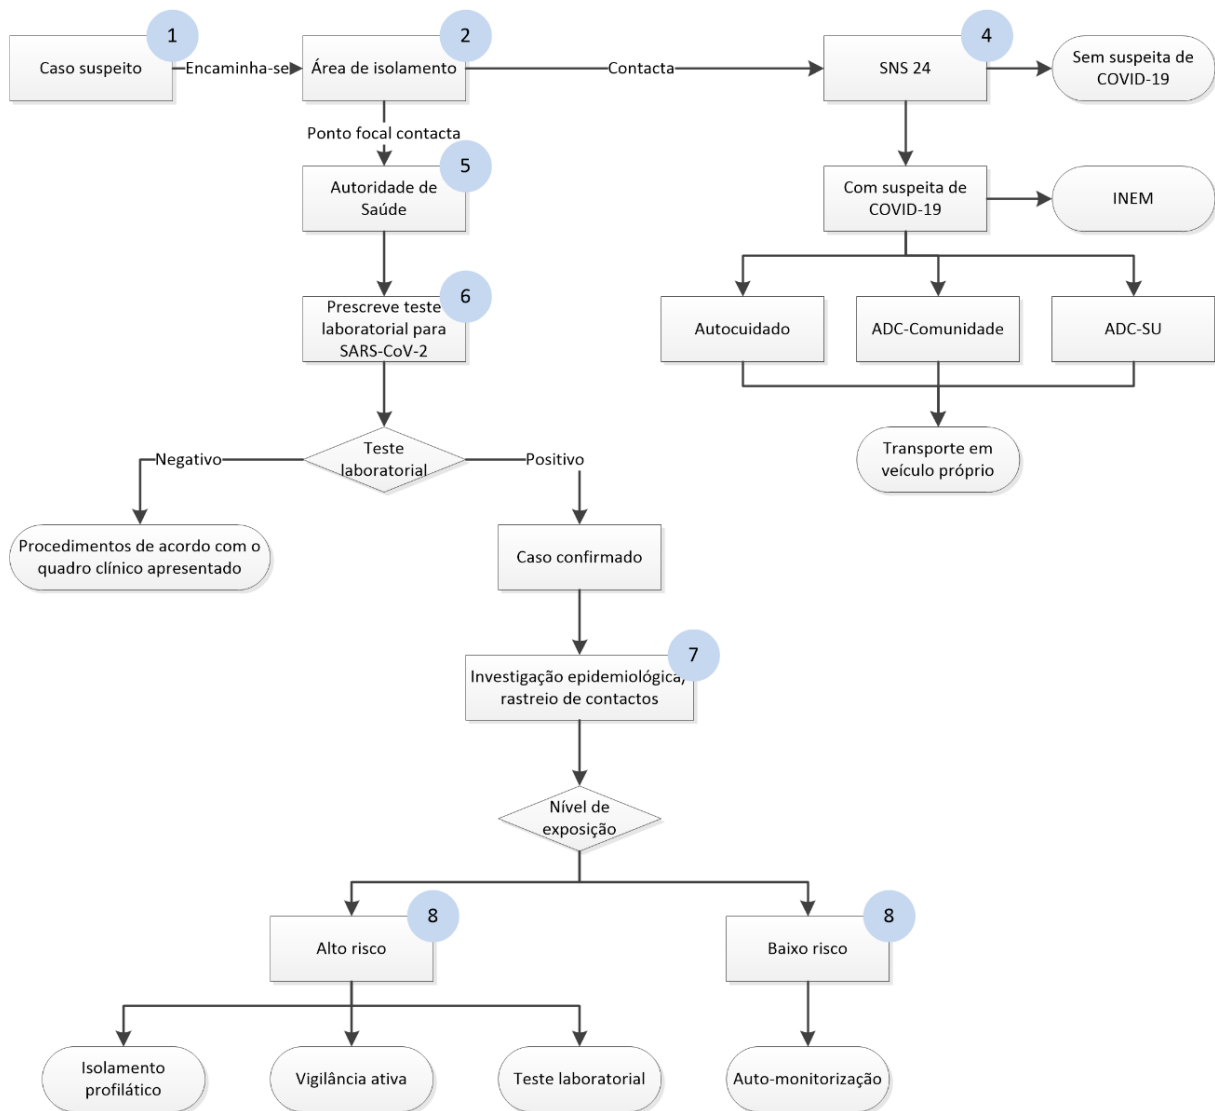 1
2
4
Caso suspeito
Encaminha-se
Área de isolamento
Contacta
SNS 24
Sem suspeita de
COVID-19
Ponto focal contacta
5
Autoridade de
Saúde
Com suspeita de
COVID-19
INEM
6
Prescreve teste
laboratorial para
SARS-CoV-2
Autocuidado
ADC-Comunidade
ADC-SU
Negativo
Teste
laboratorial
Positivo
Transporte em
veículo próprio
Procedimentos de acordo com o
quadro clínico apresentado
Caso confirmado
7
Investigação epidemiológica,
rastreio de contactos
Nível de
exposição
8
8
Alto risco
Baixo risco
Isolamento
profilático
Vigilância ativa
Teste laboratorial
Auto-monitorização